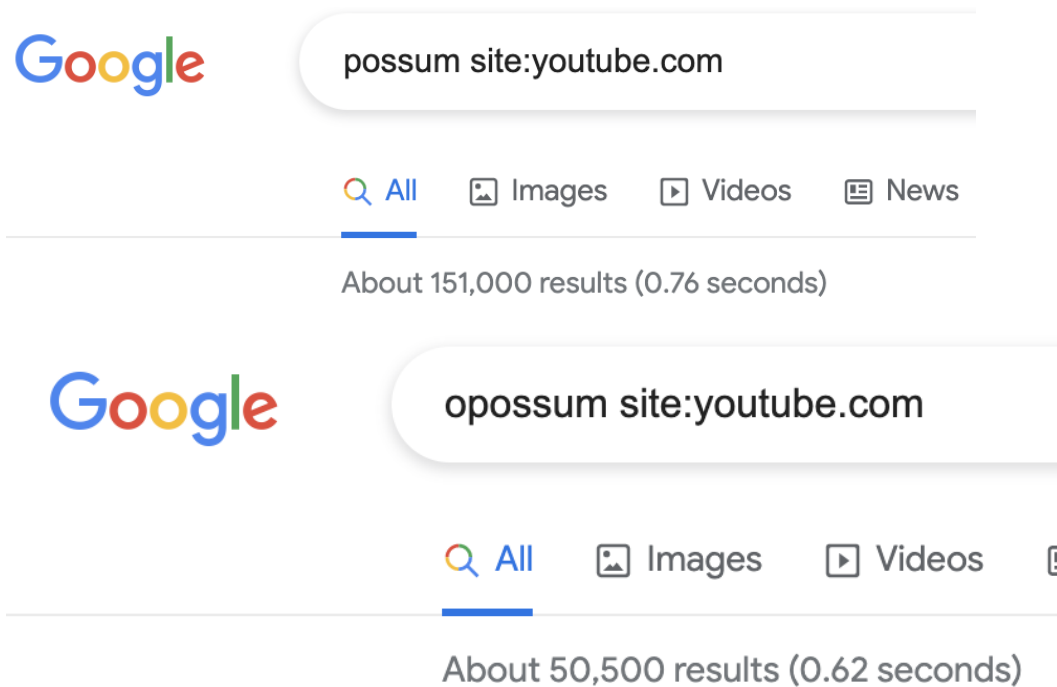 Google possum site:youtube.com
All Images Videos News
About 151,000 results (0.76 seconds)
Google opossum site:youtube.com
All Images Videos
About 50,500 results (0.62 seconds)